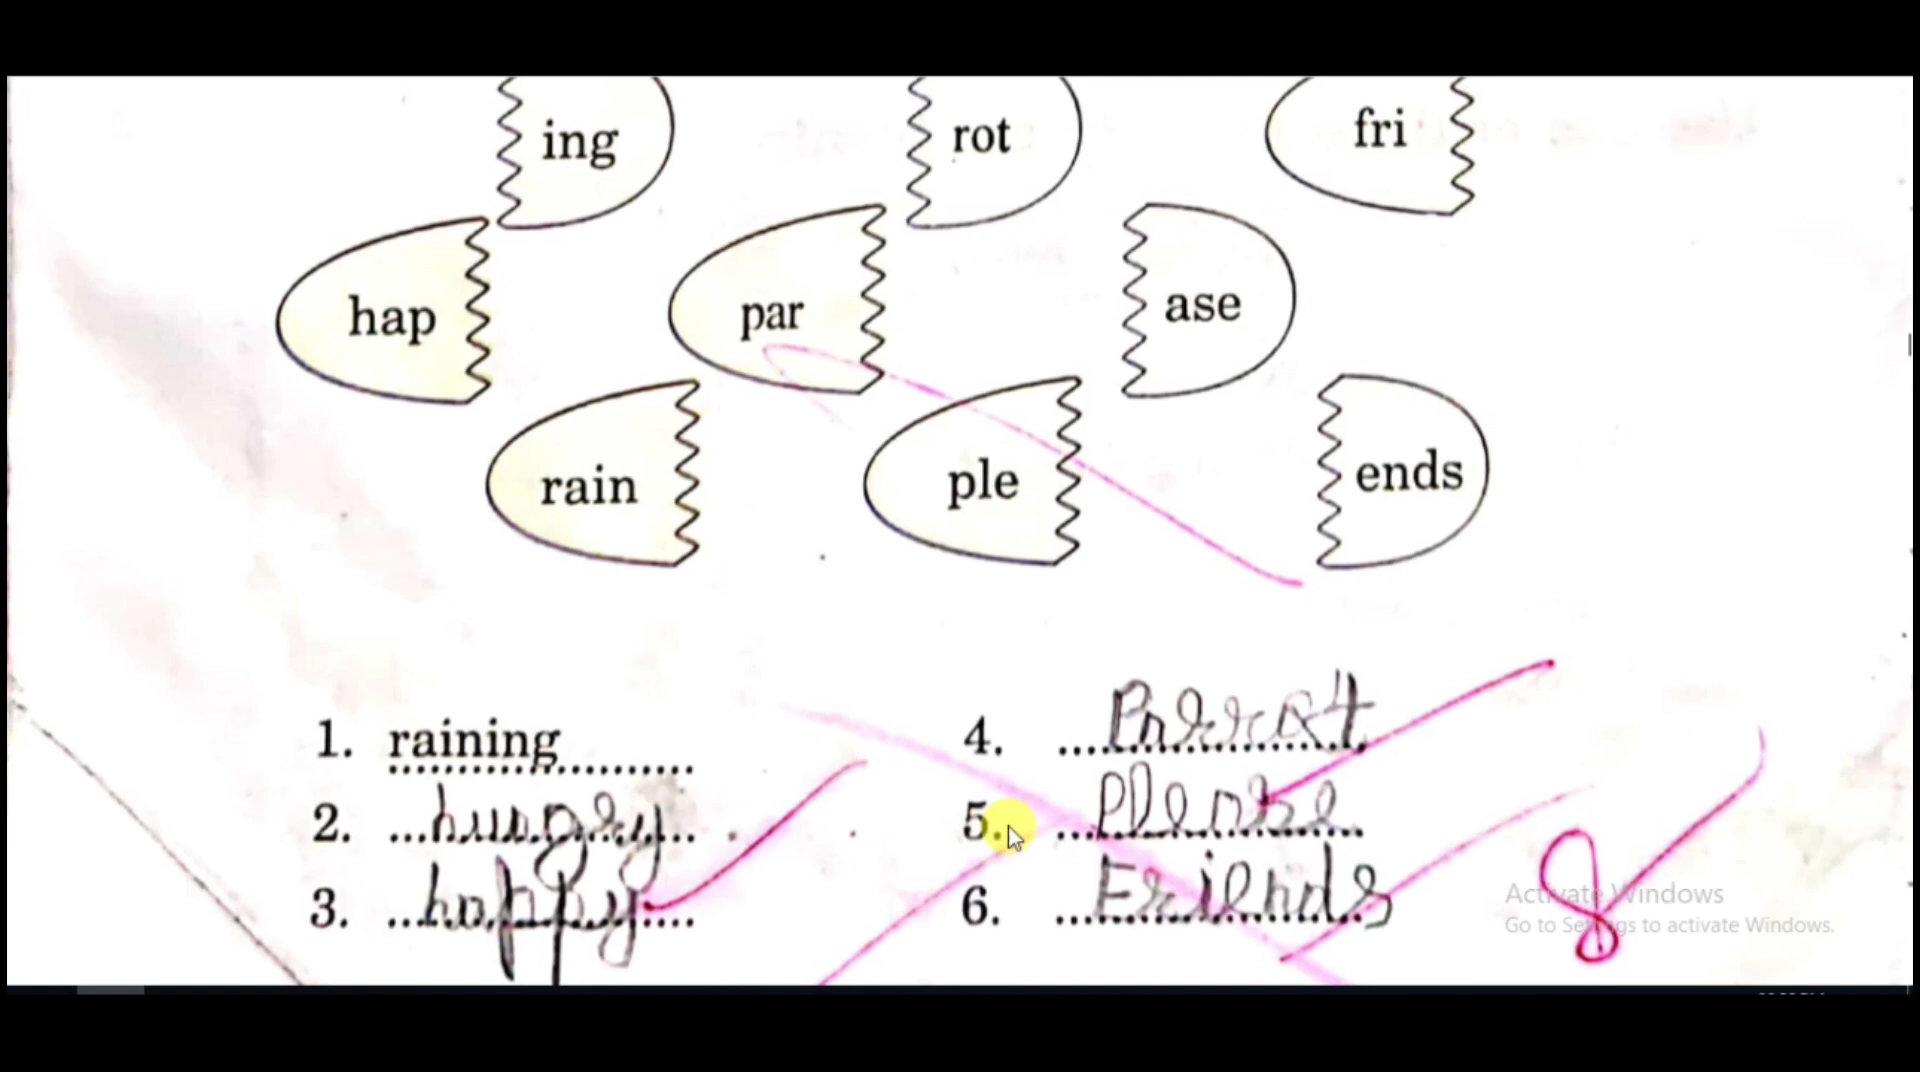 ing rot fri
hap par ase
rain ple ends
1. raining
2. hungry
3. happy
4. Parrot
5. Please
6. Friends
8
Activate Windows
Go to Settings to activate Windows.